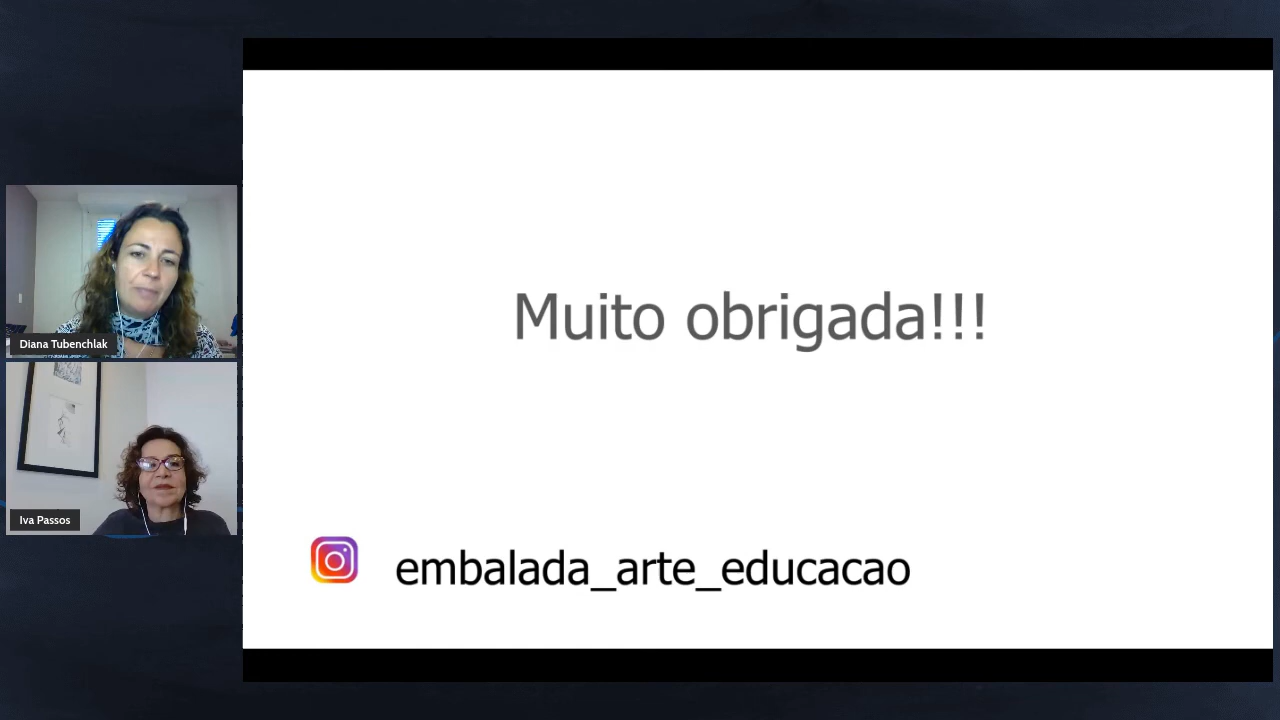 Diana Tubenchlak
Iva Passos
Muito obrigada!!!
embalada_arte_educacao